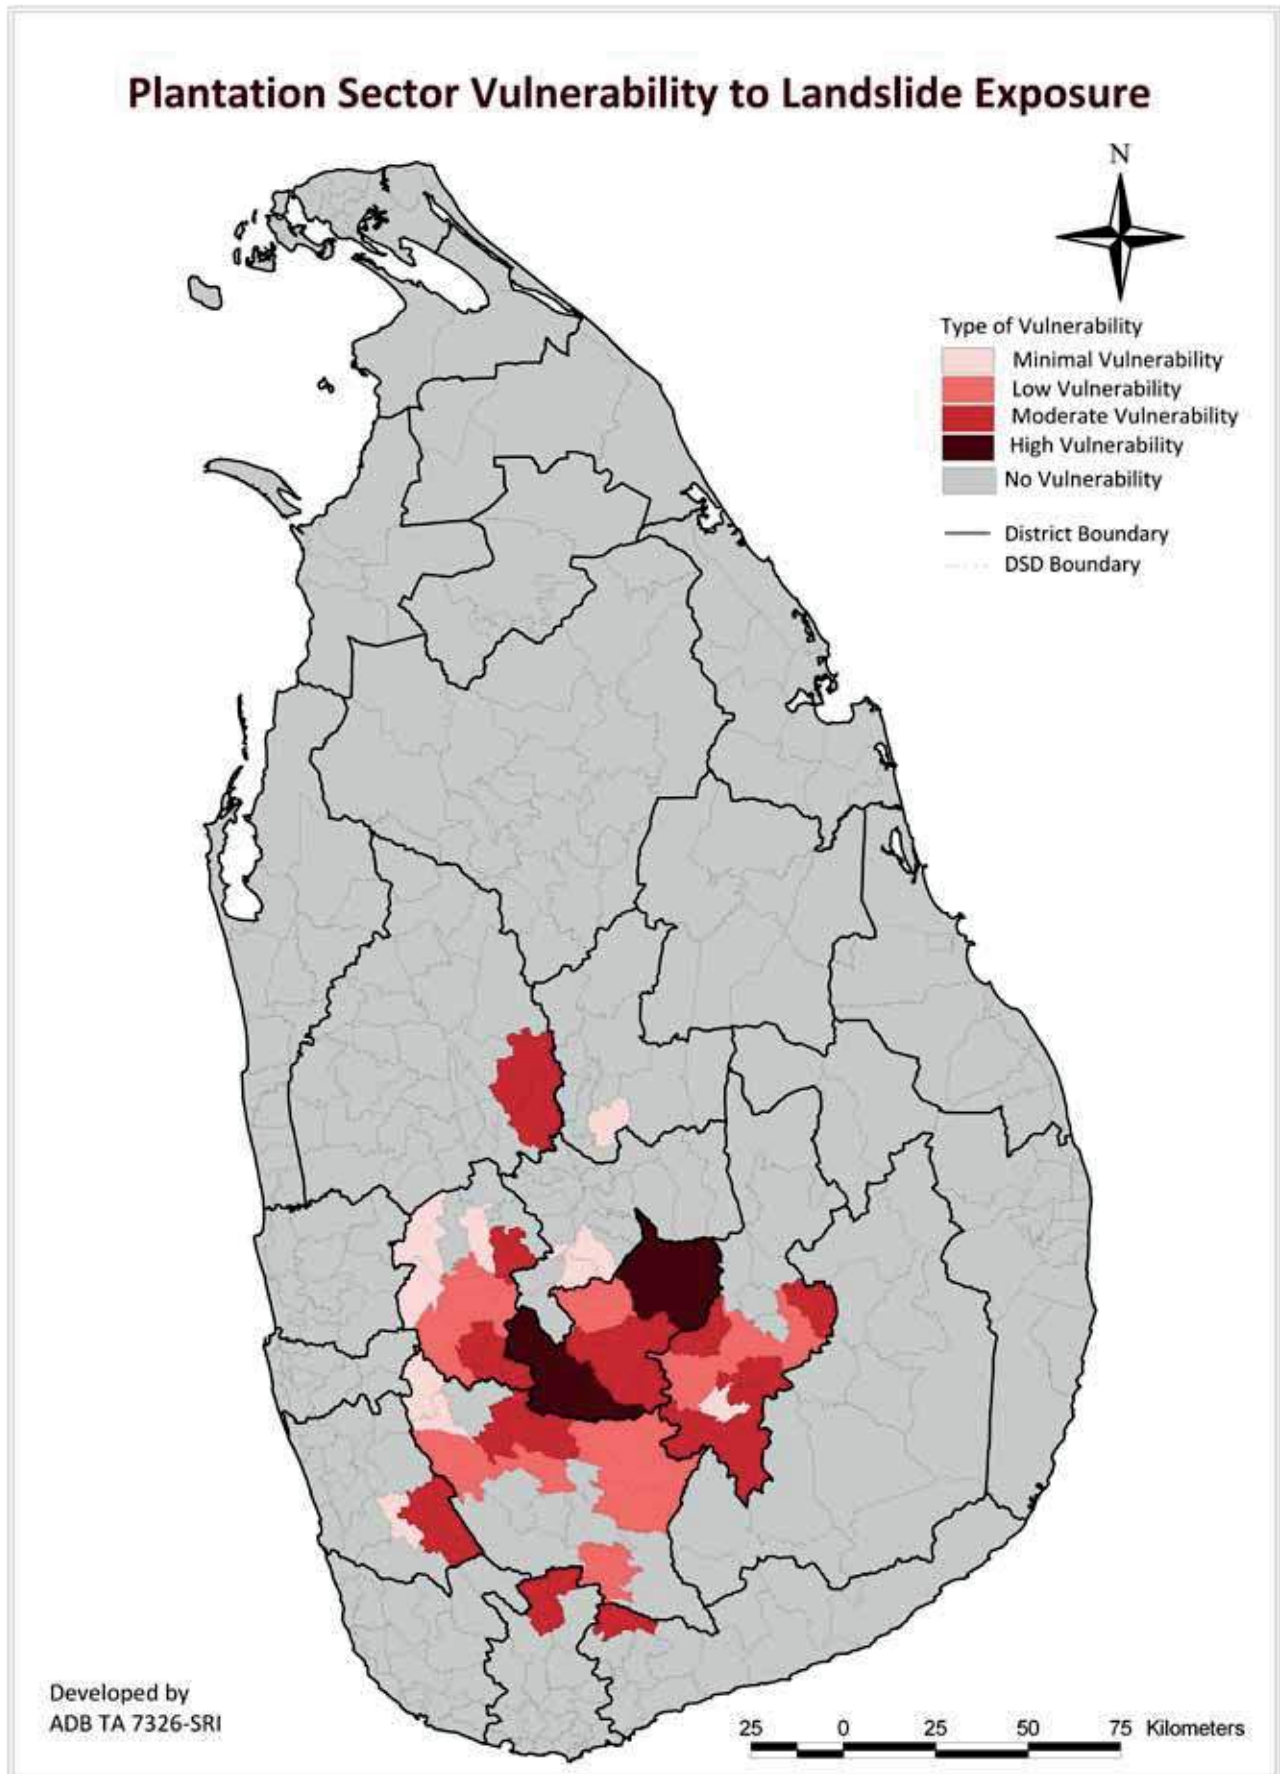 Plantation Sector Vulnerability to Landslide Exposure
N
Type of Vulnerability
Minimal Vulnerability
Low Vulnerability
Moderate Vulnerability
High Vulnerability
No Vulnerability
District Boundary
DSD Boundary
Developed by
ADB TA 7326-SRI
25 0 25 50 75 Kilometers